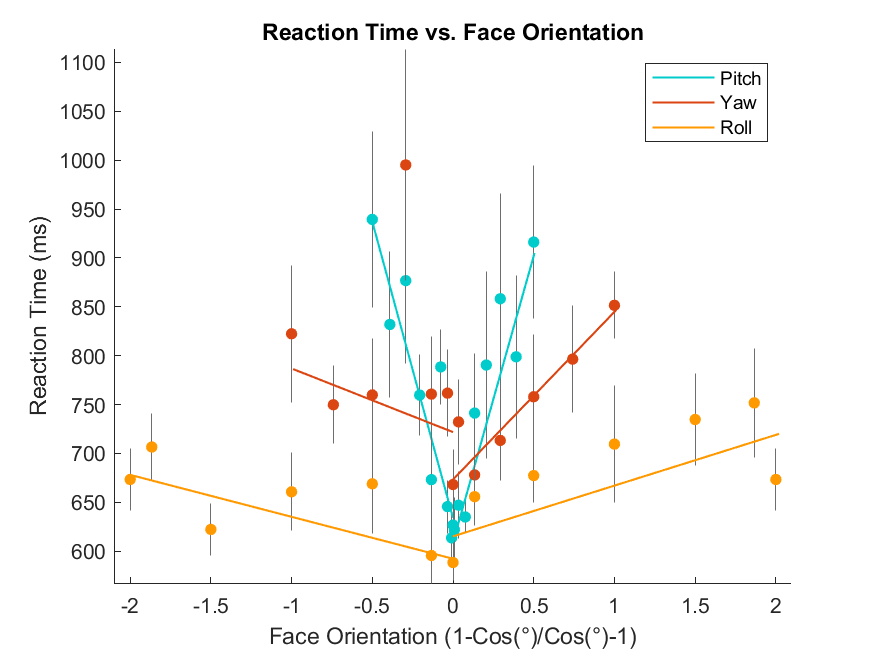 Reaction Time vs. Face Orientation
Pitch
Yaw
Roll
1100
1050
1000
950
900
850
800
750
700
650
600
Reaction Time (ms)
-2 -1.5 -1 -0.5 0 0.5 1 1.5 2
Face Orientation (1-Cos(°)/Cos(°)-1)